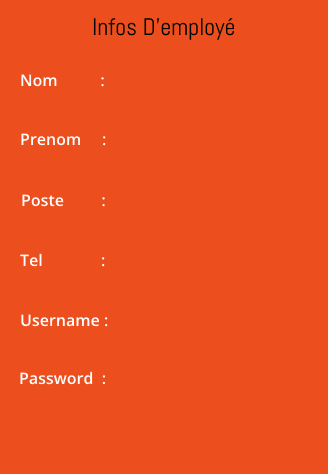 Infos D'employé
Nom :
Prenom :
Poste :
Tel :
Username :
Password :